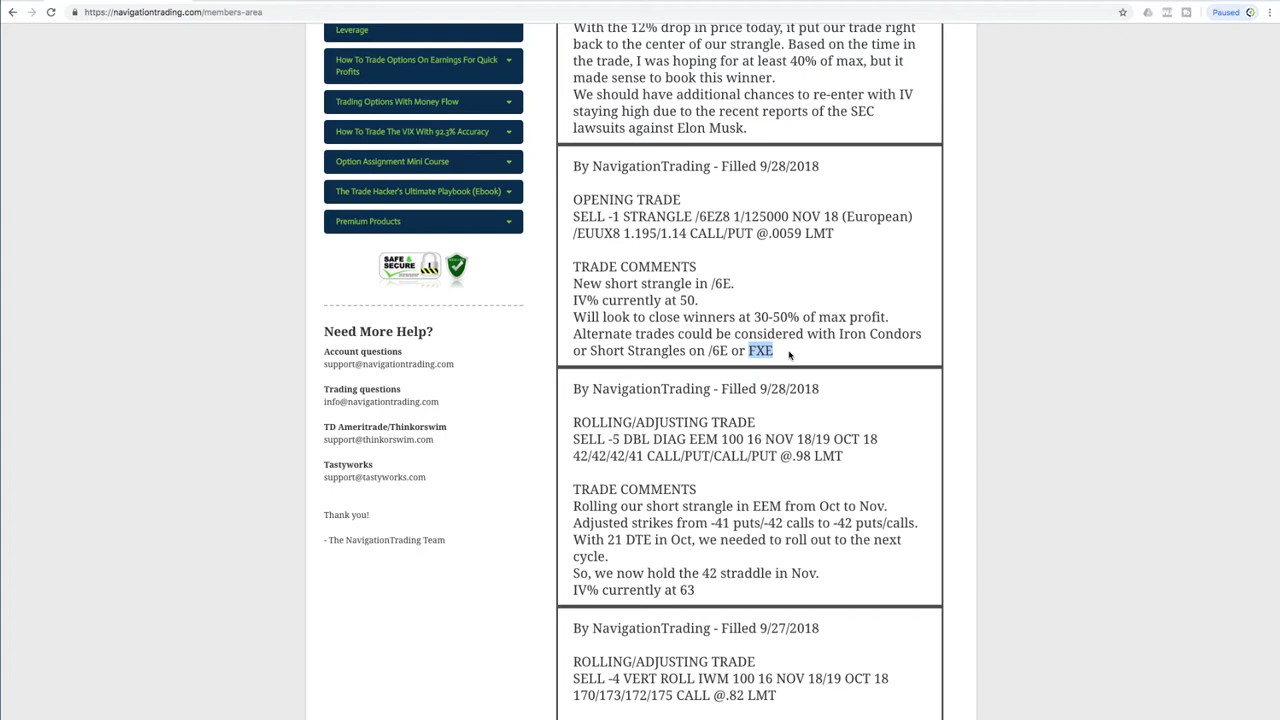 https://navigationtrading.com/members-area
Paused
Leverage
How To Trade Options On Earnings For Quick
Profits
Trading Options With Money Flow
How To Trade The VIX With 92.3% Accuracy
Option Assignment Mini Course
The Trade Hacker's Ultimate Playbook (Ebook)
Premium Products
SAFE &
SECURE
Need More Help?
Account questions
support@navigationtrading.com
Trading questions
info@navigationtrading.com
TD Ameritrade/Thinkorswim
support@thinkorswim.com
Tastyworks
support@tastyworks.com
Thank you!
- The NavigationTrading Team
With the 12% drop in price today, it put our trade right
back to the center of our strangle. Based on the time in
the trade, I was hoping for at least 40% of max, but it
made sense to book this winner.
We should have additional chances to re-enter with IV
staying high due to the recent reports of the SEC
lawsuits against Elon Musk.
By NavigationTrading - Filled 9/28/2018
OPENING TRADE
SELL -1 STRANGLE /6EZ8 1/125000 NOV 18 (European)
/EUUX8 1.195/1.14 CALL/PUT @.0059 LMT
TRADE COMMENTS
New short strangle in /6E.
IV% currently at 50.
Will look to close winners at 30-50% of max profit.
Alternate trades could be considered with Iron Condors
or Short Strangles on /6E or FXE
By NavigationTrading - Filled 9/28/2018
ROLLING/ADJUSTING TRADE
SELL -5 DBL DIAG EEM 100 16 NOV 18/19 OCT 18
42/42/42/41 CALL/PUT/CALL/PUT @.98 LMT
TRADE COMMENTS
Rolling our short strangle in EEM from Oct to Nov.
Adjusted strikes from -41 puts/-42 calls to -42 puts/calls.
With 21 DTE in Oct, we needed to roll out to the next
cycle.
So, we now hold the 42 straddle in Nov.
IV% currently at 63
By NavigationTrading - Filled 9/27/2018
ROLLING/ADJUSTING TRADE
SELL -4 VERT ROLL IWM 100 16 NOV 18/19 OCT 18
170/173/172/175 CALL @.82 LMT